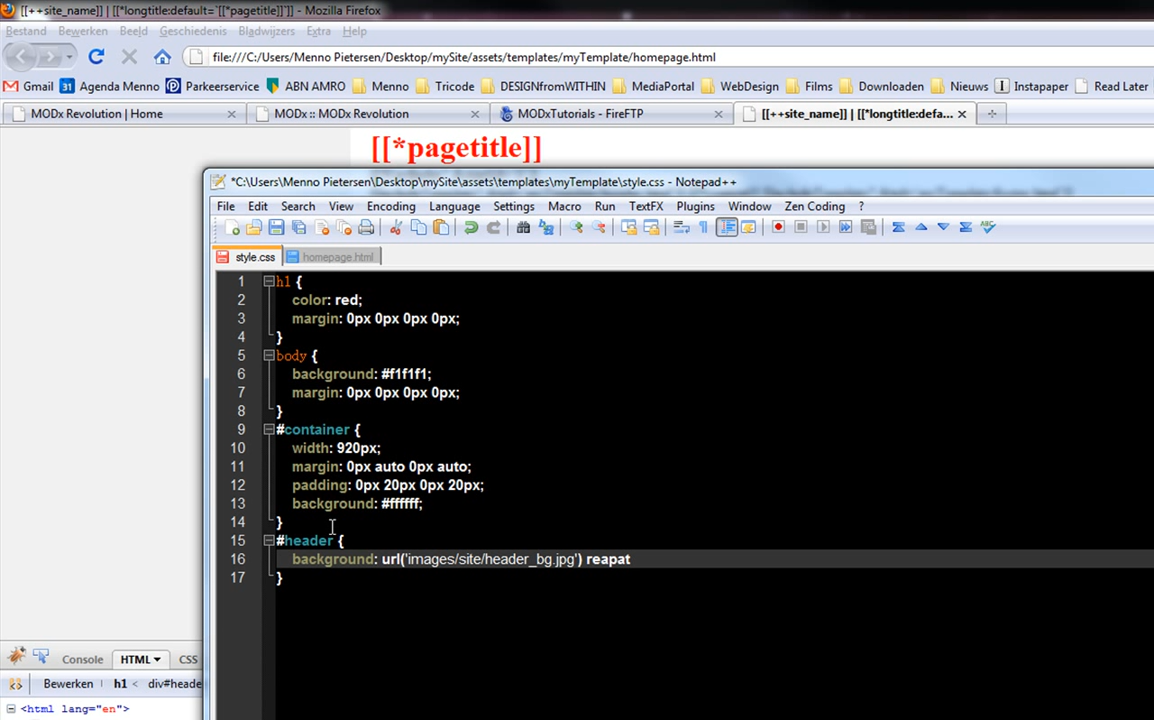 [[++site_name]] | [[*longtitle:default=`[[*pagetitle]]`]] - Mozilla Firefox
Bestand Bewerken Beeld Geschiedenis Bladwijzers Extra Help
file:///C:/Users/Menno Pietersen/Desktop/mySite/assets/templates/myTemplate/homepage.html
Gmail 31 Agenda Menno Parkeerservice ABN AMRO Menno Tricode DESIGNfromWITHIN MediaPortal WebDesign Films Downloaden Nieuws Instapaper Read Later
MODx Revolution | Home MODx :: MODx Revolution MODxTutorials - FireFTP [[++site_name]] | [[*longtitle:defa...
[[*pagetitle]]
*C:\Users\Menno Pietersen\Desktop\mySite\assets\templates\myTemplate\style.css - Notepad++
File Edit Search View Encoding Language Settings Macro Run TextFX Plugins Window Zen Coding ?
style.css homepage.html
1 h1 {
2 color: red;
3 margin: 0px 0px 0px 0px;
4 }
5 body {
6 background: #f1f1f1;
7 margin: 0px 0px 0px 0px;
8 }
9 #container {
10 width: 920px;
11 margin: 0px auto 0px auto;
12 padding: 0px 20px 0px 20px;
13 background: #ffffff;
14 }
15 #header {
16 background: url('images/site/header_bg.jpg') reapat
17 }
Console HTML CSS
Bewerken h1 < div#heade
<html lang="en">